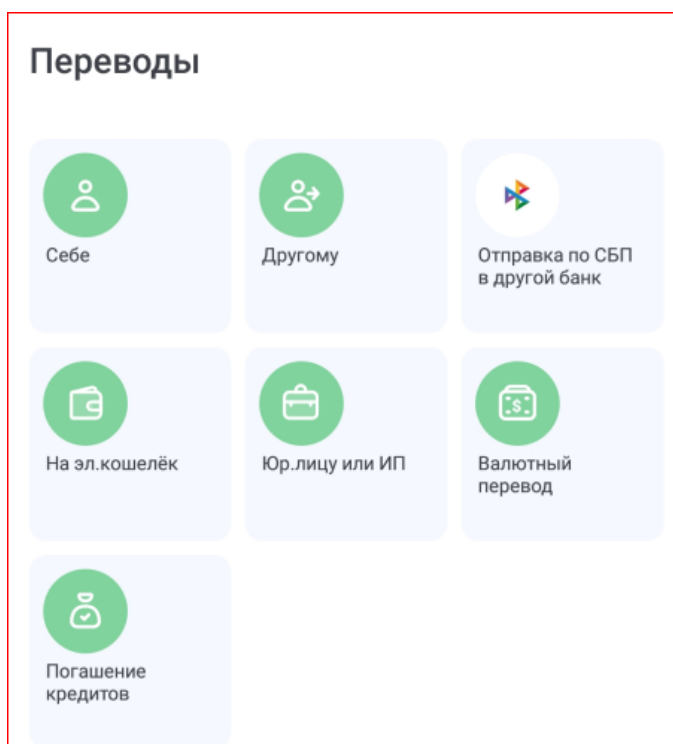 Переводы
Себе
Другому
Отправка по СБП
в другой банк
На эл.кошелёк
Юр.лицу или ИП
Валютный
перевод
Погашение
кредитов